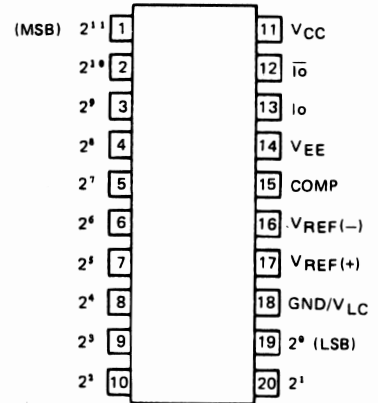 (MSB) 2¹¹ 1 11 VCC
2¹⁰ 2 12 I̅o̅
2⁹ 3 13 Io
2⁸ 4 14 VEE
2⁷ 5 15 COMP
2⁶ 6 16 VREF(−)
2⁵ 7 17 VREF(+)
2⁴ 8 18 GND/VLC
2³ 9 19 2⁰ (LSB)
2² 10 20 2¹